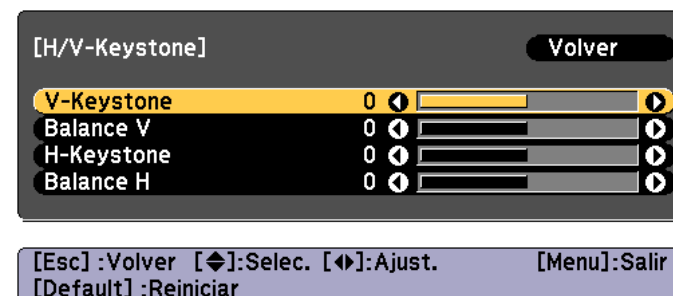 [H/V-Keystone] Volver
V-Keystone 0
Balance V 0
H-Keystone 0
Balance H 0
[Esc] :Volver [◆]:Selec. [◆]:Ajust. [Menu]:Salir
[Default] :Reiniciar